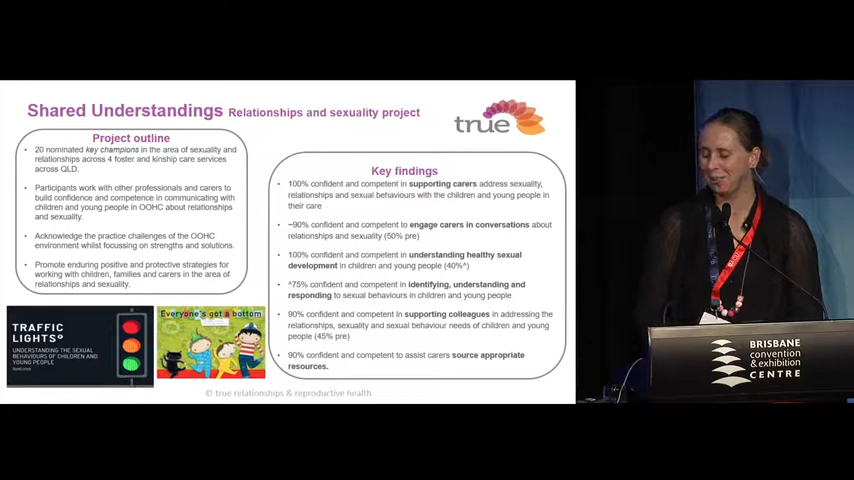 Shared Understandings Relationships and sexuality project
true
Project outline
• 20 nominated key champions in the area of sexuality and
relationships across 4 foster and kinship care services
across QLD.
• Participants work with other professionals and carers to
build confidence and competence in communicating with
children and young people in OOHC about relationships
and sexuality.
• Acknowledge the practice challenges of the OOHC
environment whilst focussing on strengths and solutions.
• Promote enduring positive and protective strategies for
working with children, families and carers in the area of
relationships and sexuality.
Key findings
• 100% confident and competent in supporting carers address sexuality,
relationships and sexual behaviours with the children and young people in
their care
• ~90% confident and competent to engage carers in conversations about
relationships and sexuality (50% pre)
• 100% confident and competent in understanding healthy sexual
development in children and young people (40%^)
• ^75% confident and competent in identifying, understanding and
responding to sexual behaviours in children and young people
• 90% confident and competent in supporting colleagues in addressing the
relationships, sexuality and sexual behaviour needs of children and young
people (45% pre)
• 90% confident and competent to assist carers source appropriate
resources.
TRAFFIC
LIGHTS
UNDERSTANDING THE SEXUAL
BEHAVIOURS OF CHILDREN AND
YOUNG PEOPLE
Everyone's got a bottom
© true relationships & reproductive health
BRISBANE
convention
& exhibition
CENTRE